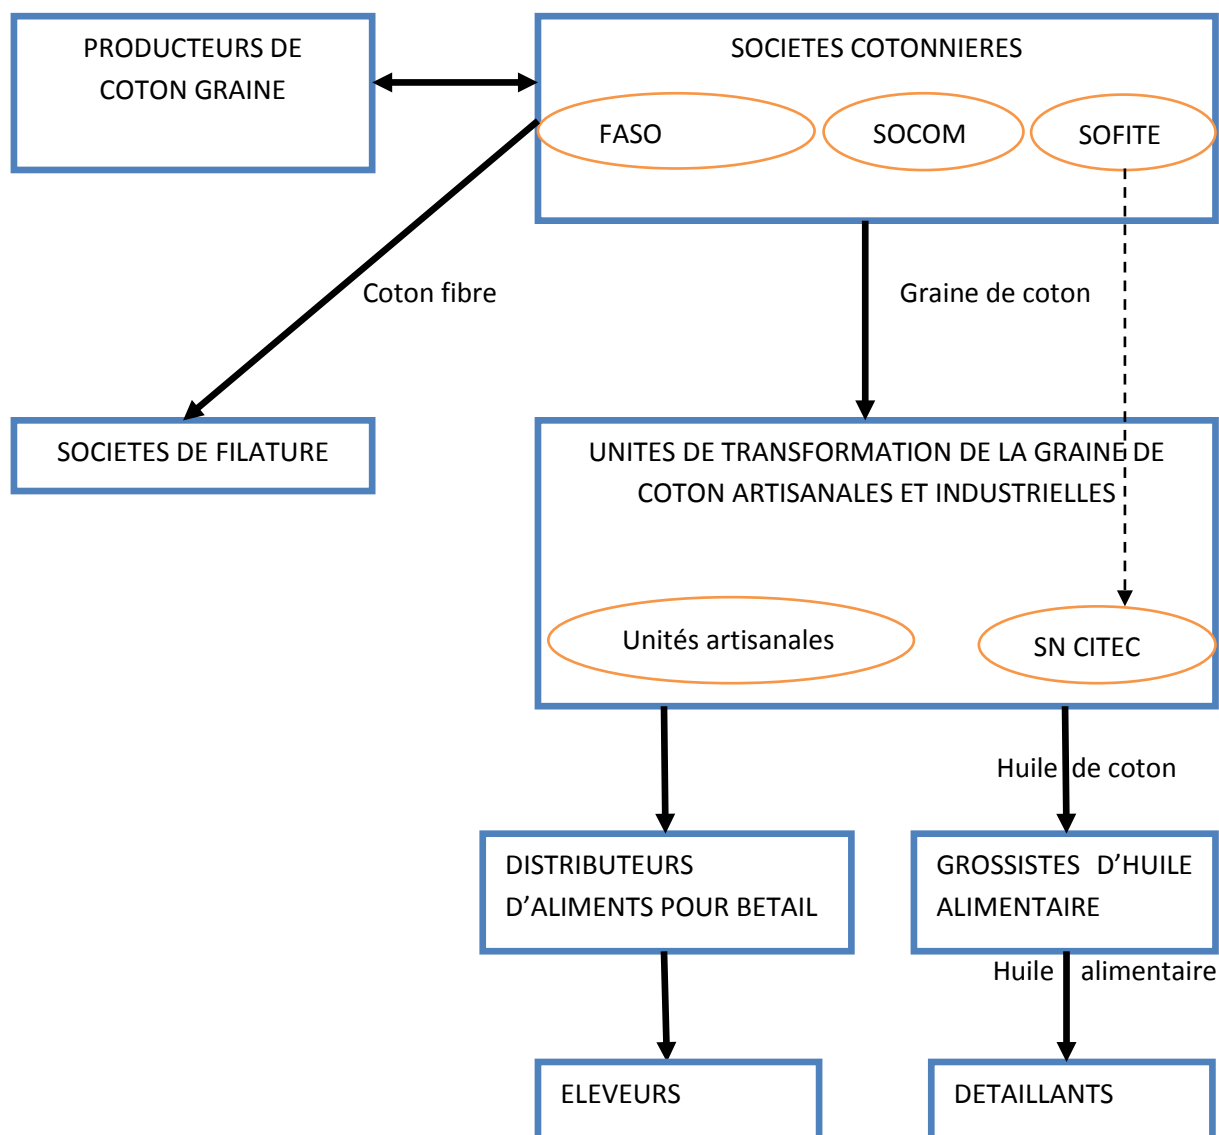 PRODUCTEURS DE
COTON GRAINE
SOCIETES COTONNIERES
FASO
SOCOM
SOFITE
Coton fibre
Graine de coton
SOCIETES DE FILATURE
UNITES DE TRANSFORMATION DE LA GRAINE DE
COTON ARTISANALES ET INDUSTRIELLES
Unités artisanales
SN CITEC
Huile de coton
DISTRIBUTEURS
D’ALIMENTS POUR BETAIL
GROSSISTES D’HUILE
ALIMENTAIRE
Huile alimentaire
ELEVEURS
DETAILLANTS